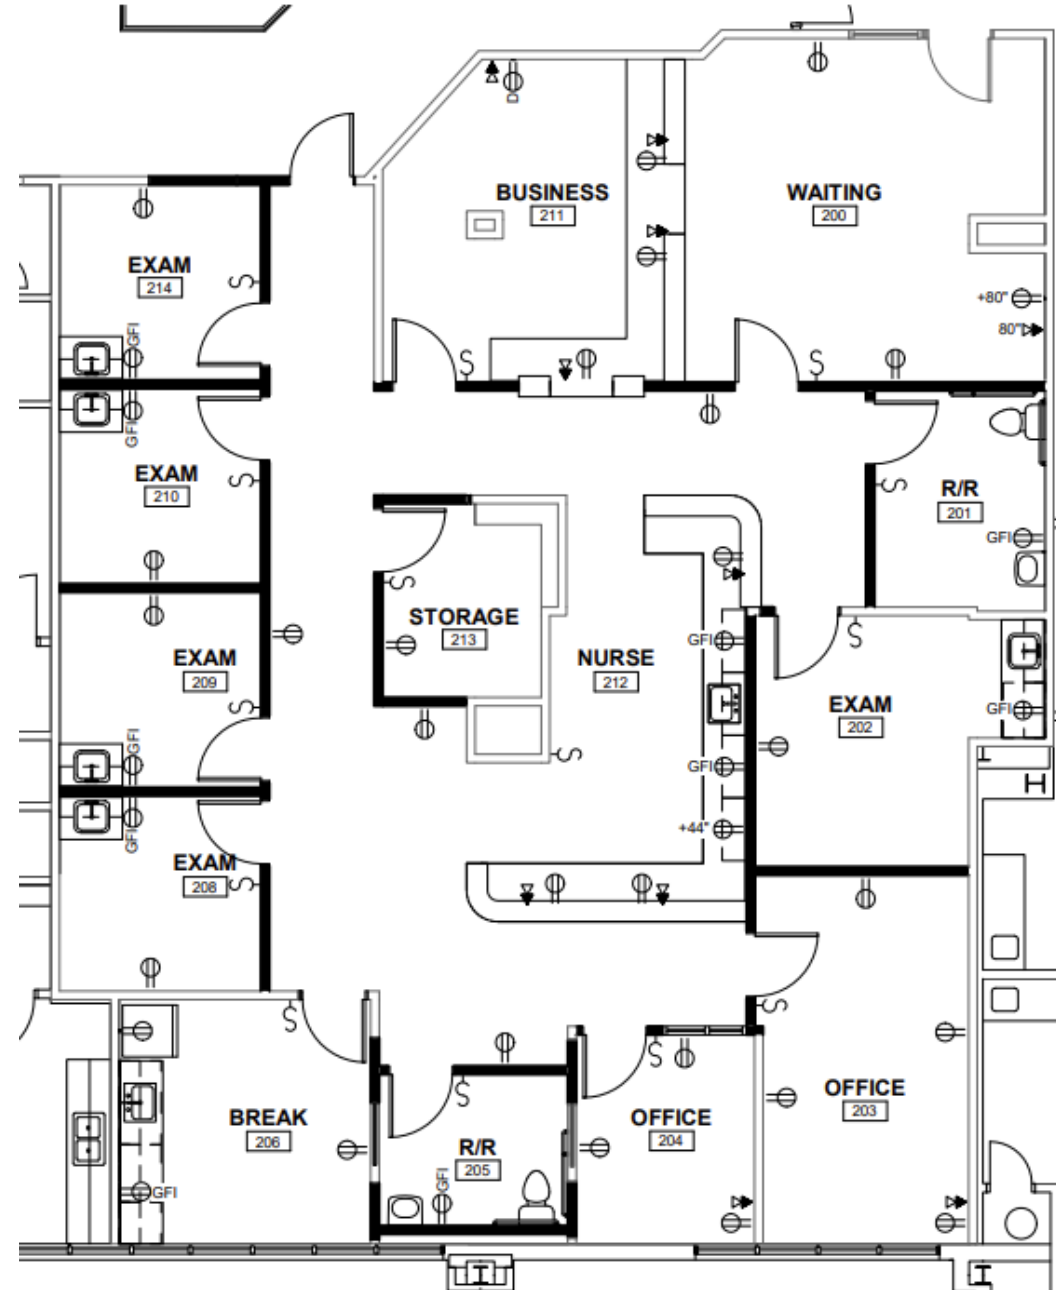 D
BUSINESS
211
WAITING
200
EXAM
214
S
+80"
80"
GFI
S
S
GFI
EXAM
210
S
S
R/R
201
GFI
S
STORAGE
213
NURSE
212
GFI
S
EXAM
202
GFI
EXAM
209
S
GFI
S
GFI
+44"
GFI
EXAM
208
S
S
S
S
OFFICE
203
BREAK
206
R/R
205
S
OFFICE
204
GFI
GFI